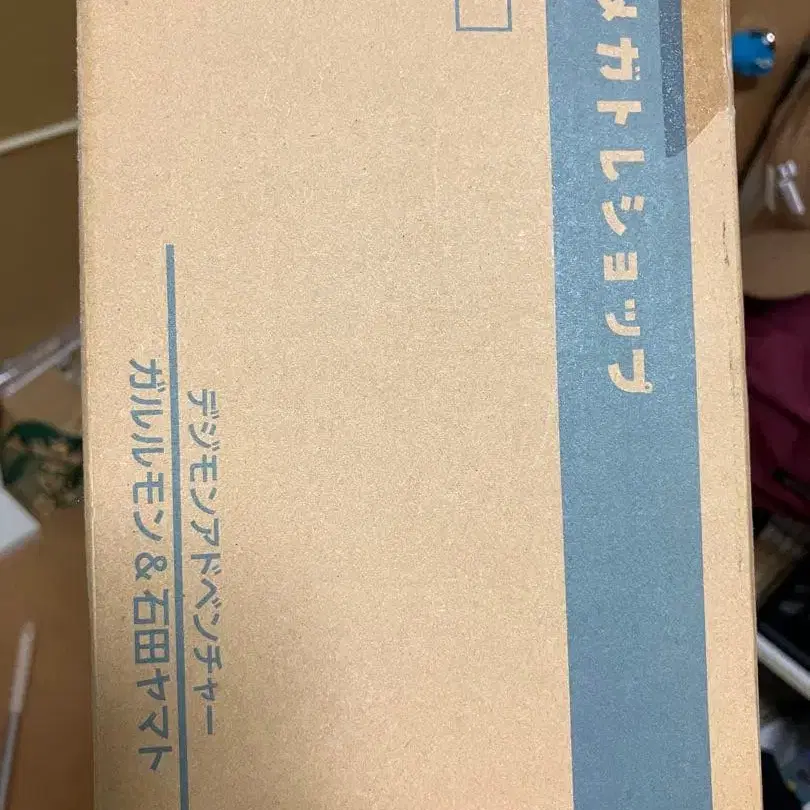 メガトレショップ
デジモンアドベンチャー
ガルルモン&石田ヤマト